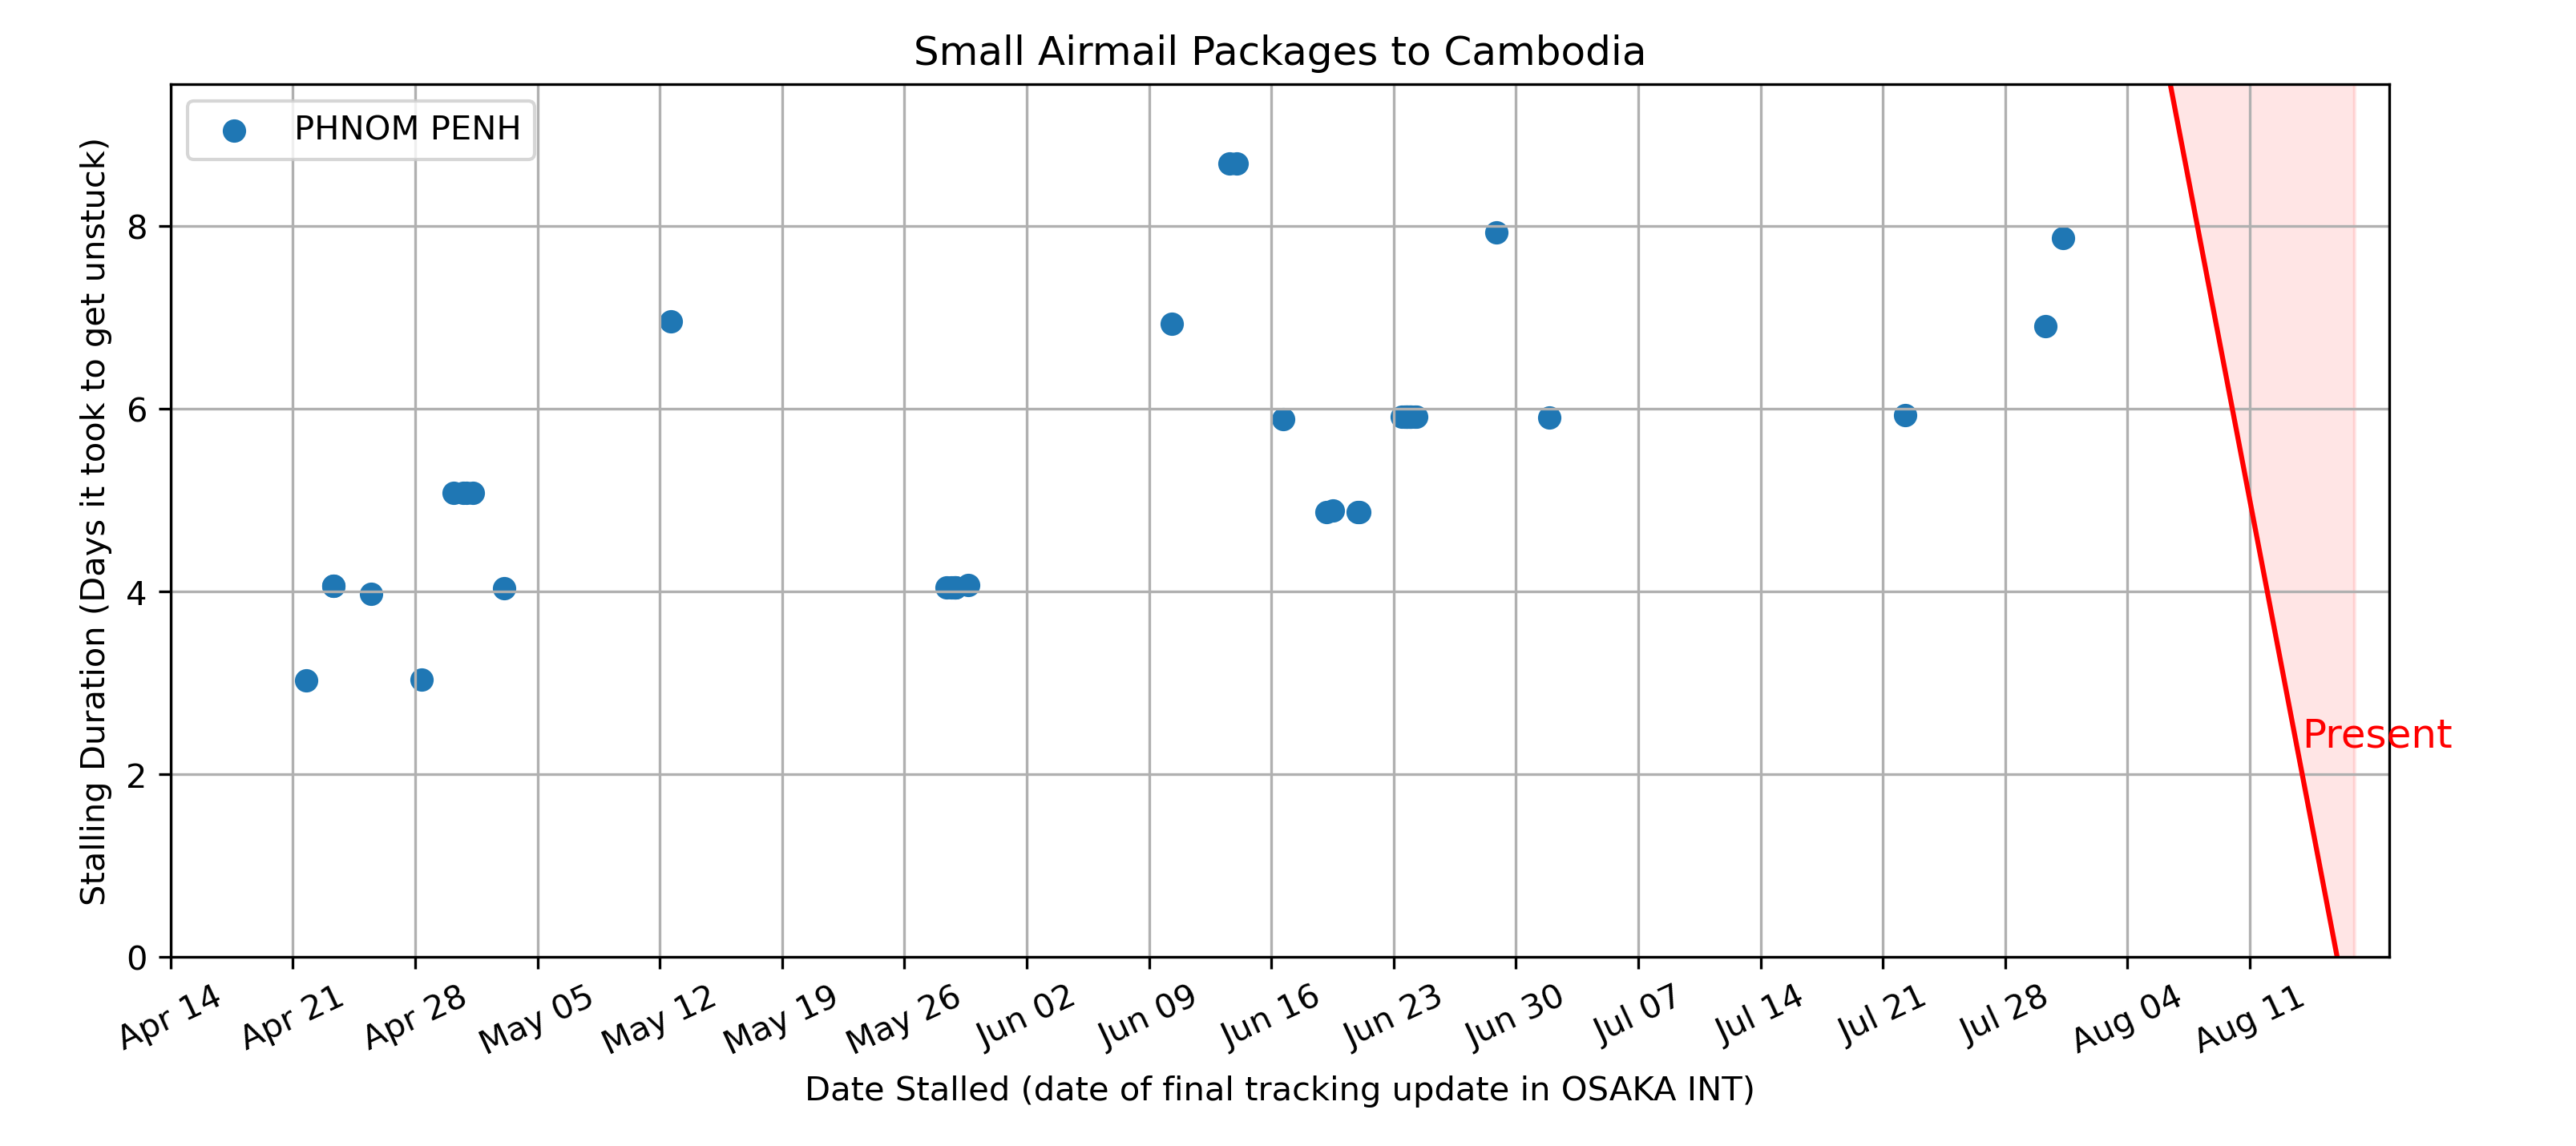 Small Airmail Packages to Cambodia
PHNOM PENH
Stalling Duration (Days it took to get unstuck)
8
6
4
2
0
Present
Apr 14
Apr 21
Apr 28
May 05
May 12
May 19
May 26
Jun 02
Jun 09
Jun 16
Jun 23
Jun 30
Jul 07
Jul 14
Jul 21
Jul 28
Aug 04
Aug 11
Date Stalled (date of final tracking update in OSAKA INT)